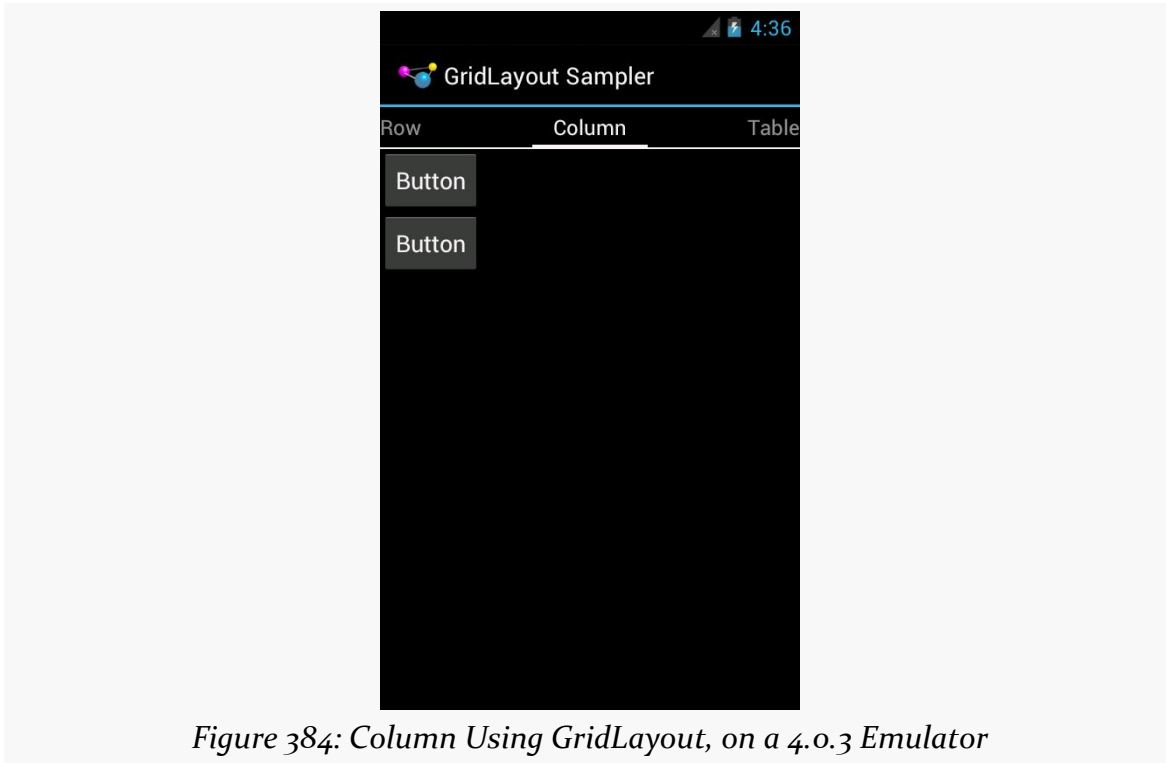 4:36
GridLayout Sampler
Row Column Table
Button
Button
Figure 384: Column Using GridLayout, on a 4.0.3 Emulator